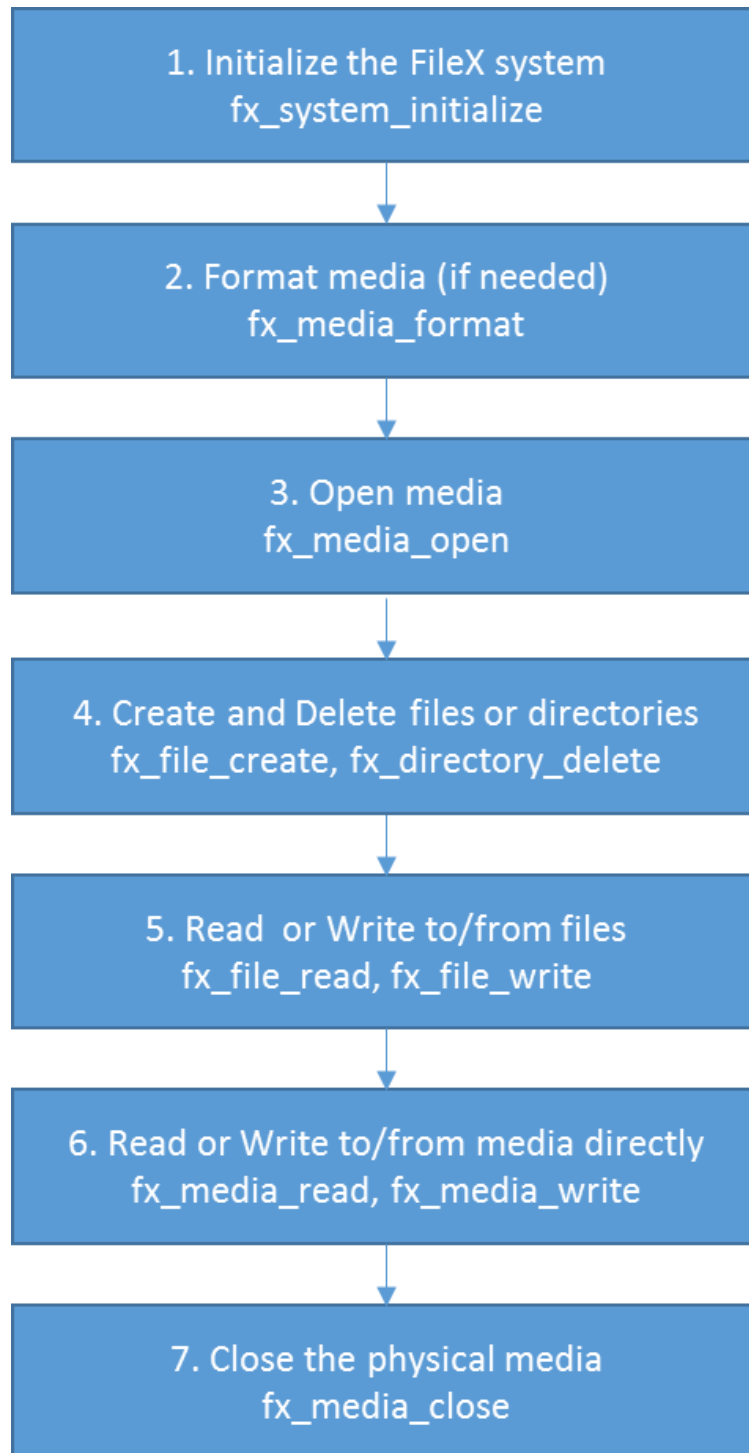 1. Initialize the FileX system
fx_system_initialize
2. Format media (if needed)
fx_media_format
3. Open media
fx_media_open
4. Create and Delete files or directories
fx_file_create, fx_directory_delete
5. Read  or Write to/from files
fx_file_read, fx_file_write
6. Read or Write to/from media directly
fx_media_read, fx_media_write
7. Close the physical media
fx_media_close